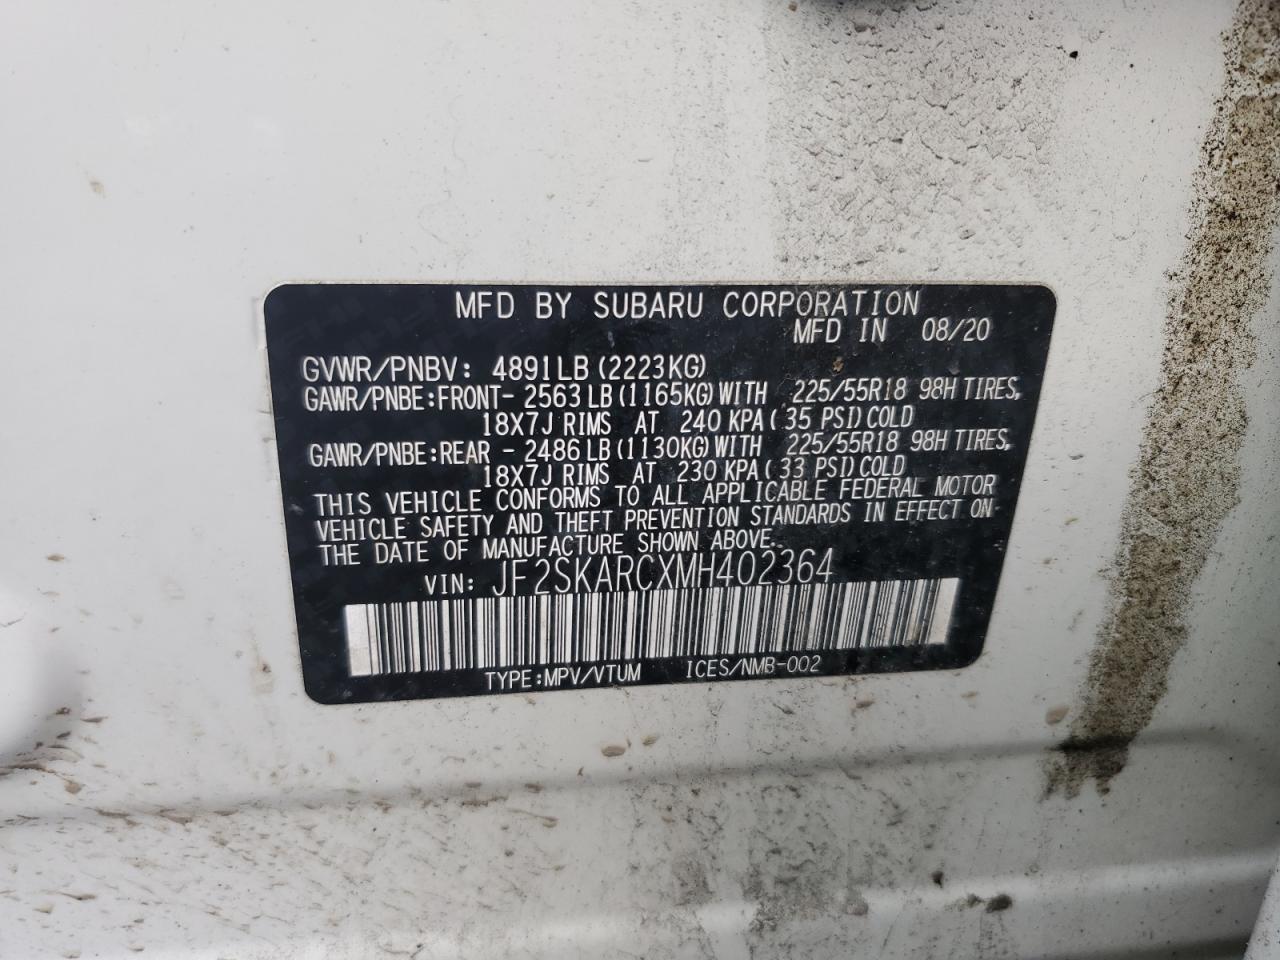 MFD BY SUBARU CORPORATION
MFD IN 08/20
GVWR/PNBV: 4891LB(2223KG)
GAWR/PNBE:FRONT- 2563LB(1165KG)WITH 225/55R18 98H TIRES,
18X7J RIMS AT 240 KPA( 35 PSI)COLD
GAWR/PNBE:REAR - 2486LB(1130KG)WITH 225/55R18 98H TIRES,
18X7J RIMS AT 230 KPA( 33 PSI)COLD
THIS VEHICLE CONFORMS TO ALL APPLICABLE FEDERAL MOTOR
VEHICLE SAFETY AND THEFT PREVENTION STANDARDS IN EFFECT ON
THE DATE OF MANUFACTURE SHOWN ABOVE.
VIN: JF2SKARCXMH402364
TYPE:MPV/VTUM ICES/NMB-002